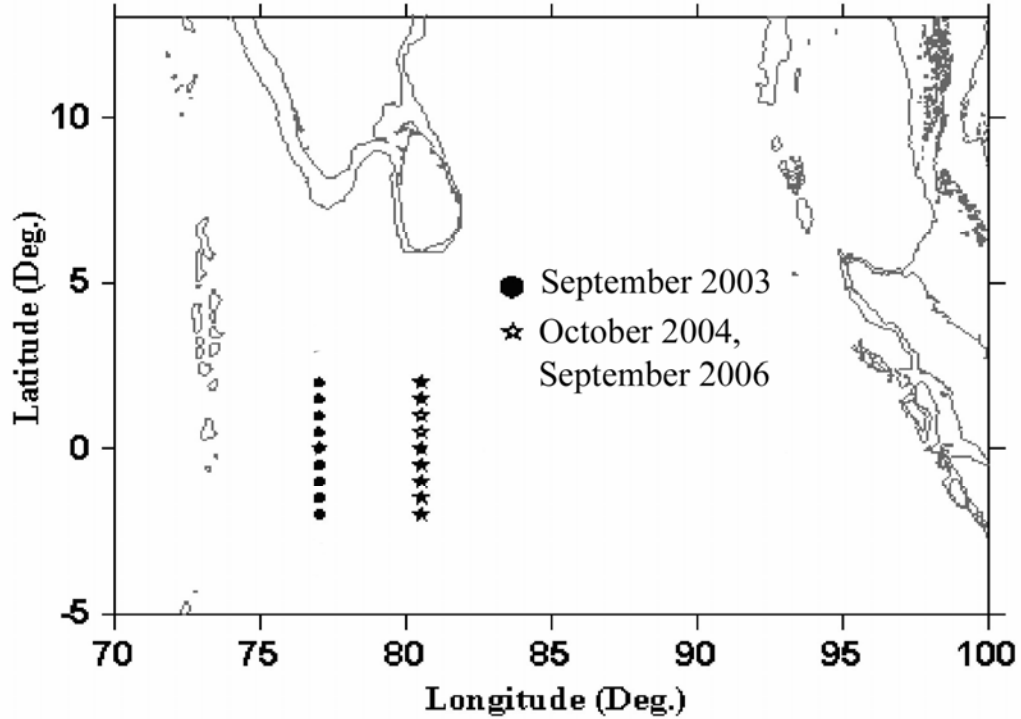 10
5
0
-5
Latitude (Deg.)
September 2003
October 2004,
September 2006
70 75 80 85 90 95 100
Longitude (Deg.)